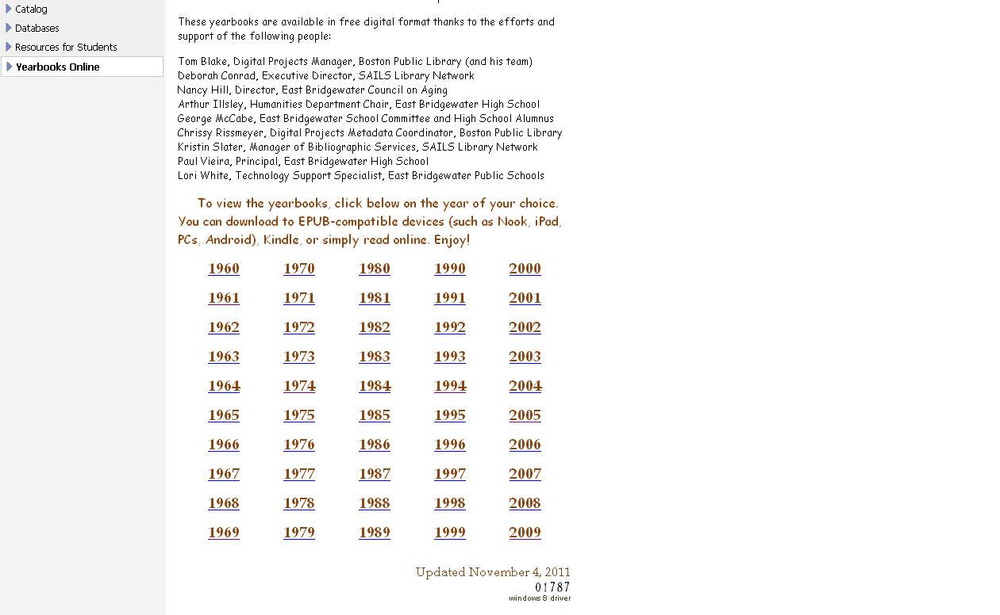 Catalog
Databases
Resources for Students
Yearbooks Online
These yearbooks are available in free digital format thanks to the efforts and
support of the following people:
Tom Blake, Digital Projects Manager, Boston Public Library (and his team)
Deborah Conrad, Executive Director, SAILS Library Network
Nancy Hill, Director, East Bridgewater Council on Aging
Arthur Illsley, Humanities Department Chair, East Bridgewater High School
George McCabe, East Bridgewater School Committee and High School Alumnus
Chrissy Rissmeyer, Digital Projects Metadata Coordinator, Boston Public Library
Kristin Slater, Manager of Bibliographic Services, SAILS Library Network
Paul Vieira, Principal, East Bridgewater High School
Lori White, Technology Support Specialist, East Bridgewater Public Schools
To view the yearbooks, click below on the year of your choice.
You can download to EPUB-compatible devices (such as Nook, iPad,
PCs, Android), Kindle, or simply read online. Enjoy!
1960 1970 1980 1990 2000
1961 1971 1981 1991 2001
1962 1972 1982 1992 2002
1963 1973 1983 1993 2003
1964 1974 1984 1994 2004
1965 1975 1985 1995 2005
1966 1976 1986 1996 2006
1967 1977 1987 1997 2007
1968 1978 1988 1998 2008
1969 1979 1989 1999 2009
Updated November 4, 2011
01787
windows 8 driver